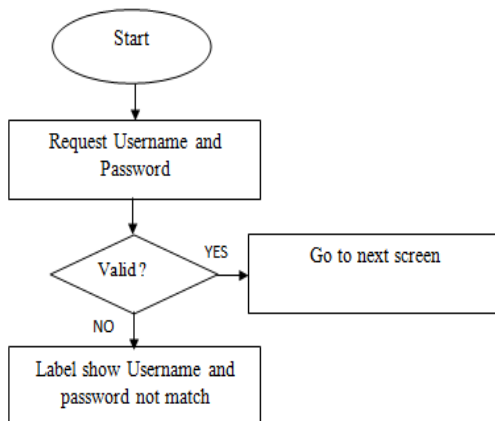 Start
Request Username and
Password
Valid?
YES
Go to next screen
NO
Label show Username and
password not match